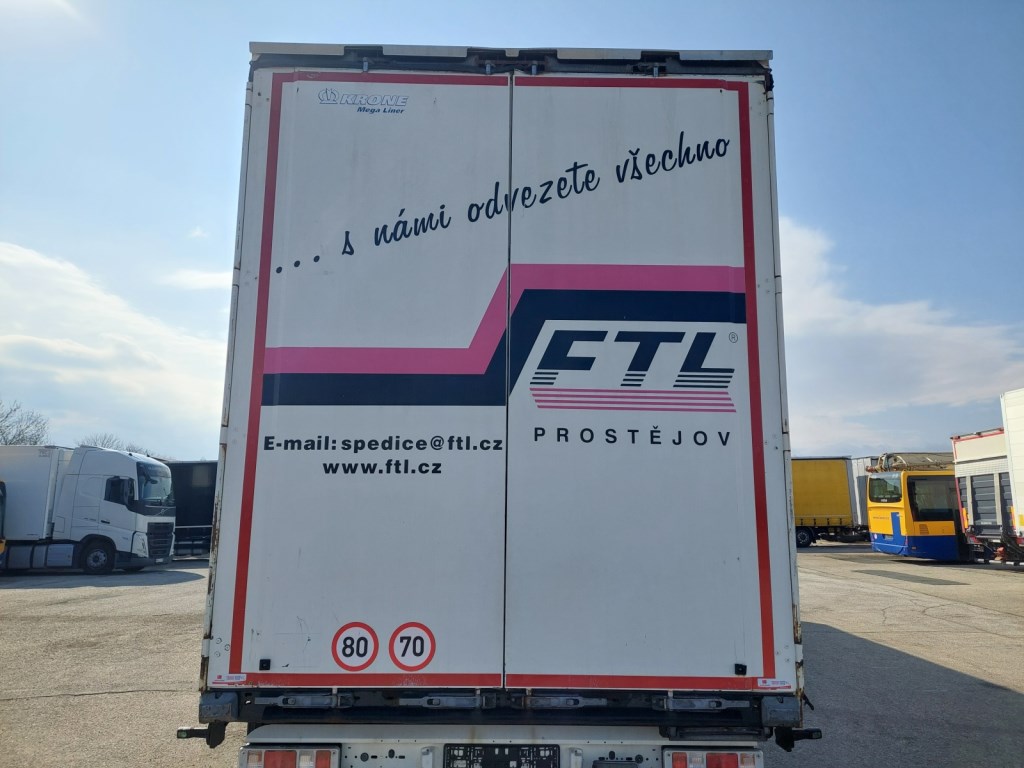 KRONE
Mega Liner
... s námi odvezete všechno
FTL®
PROSTĚJOV
E-mail: spedice@ftl.cz
www.ftl.cz
80 70